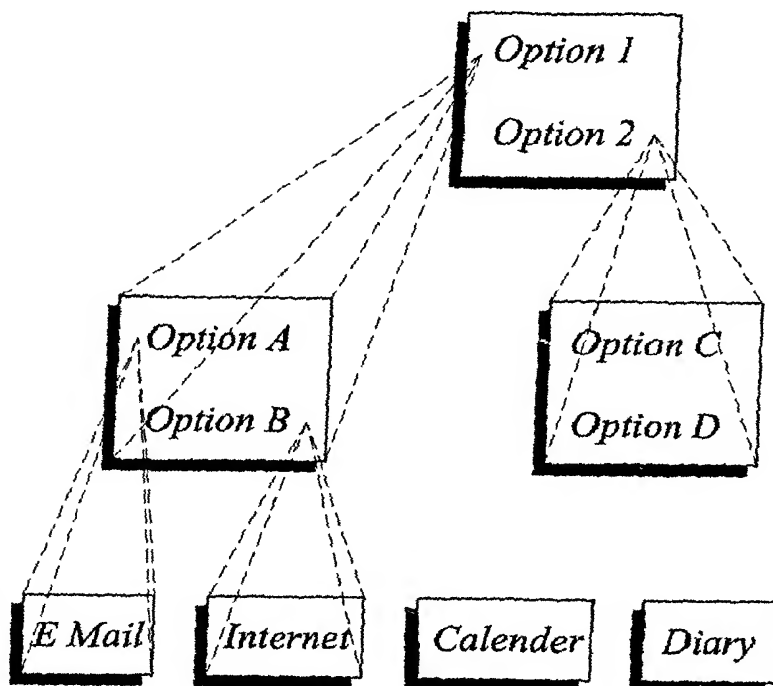 Option 1
Option 2
Option A
Option B
Option C
Option D
E Mail
Internet
Calender
Diary